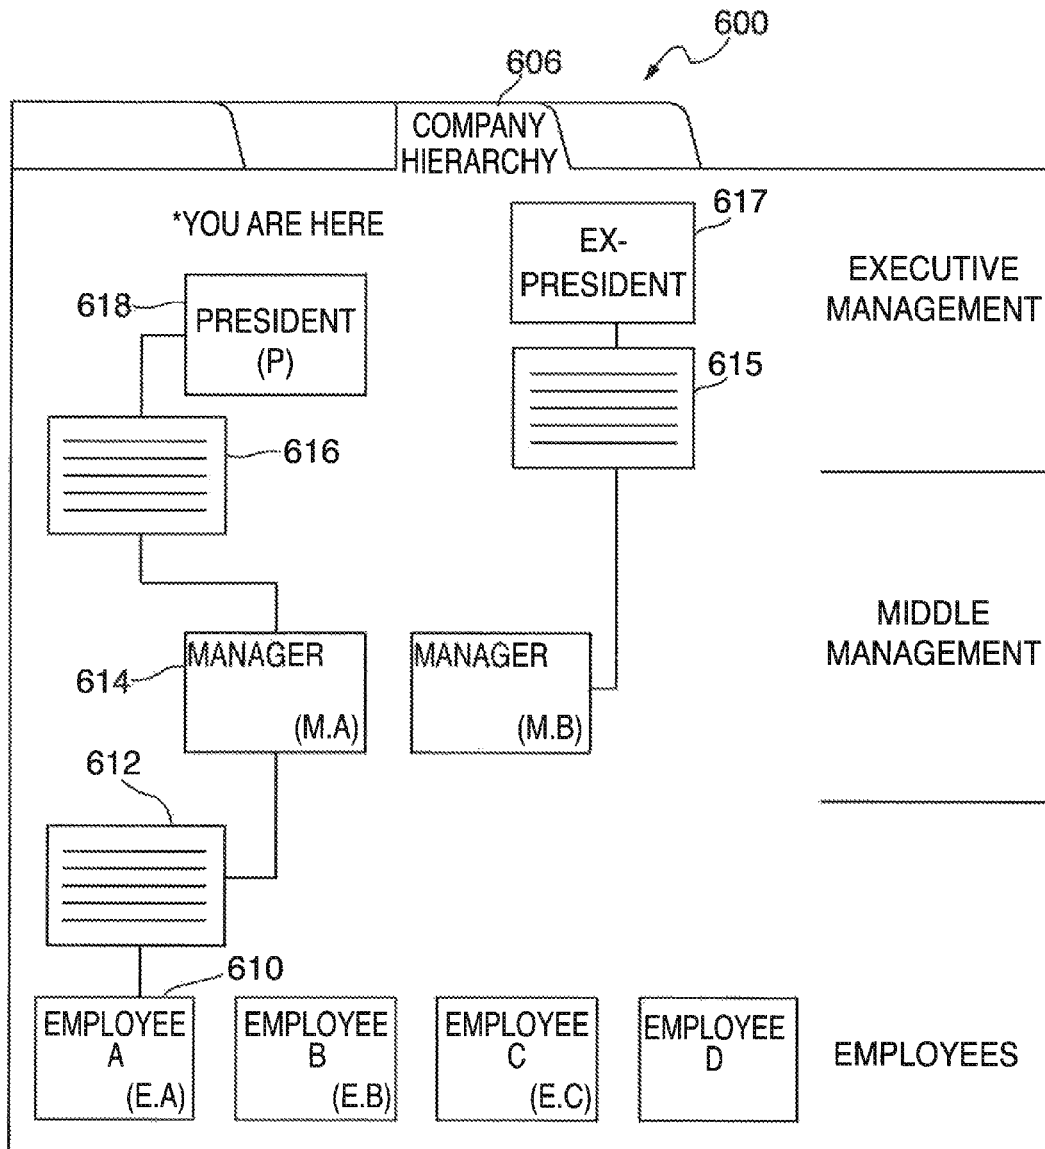 600
606
COMPANY
HIERARCHY
*YOU ARE HERE
617
EX-
PRESIDENT
EXECUTIVE
MANAGEMENT
618
PRESIDENT
(P)
615
616
MIDDLE
MANAGEMENT
614
MANAGER
(M.A)
MANAGER
(M.B)
612
610
EMPLOYEE
A
(E.A)
EMPLOYEE
B
(E.B)
EMPLOYEE
C
(E.C)
EMPLOYEE
D
EMPLOYEES